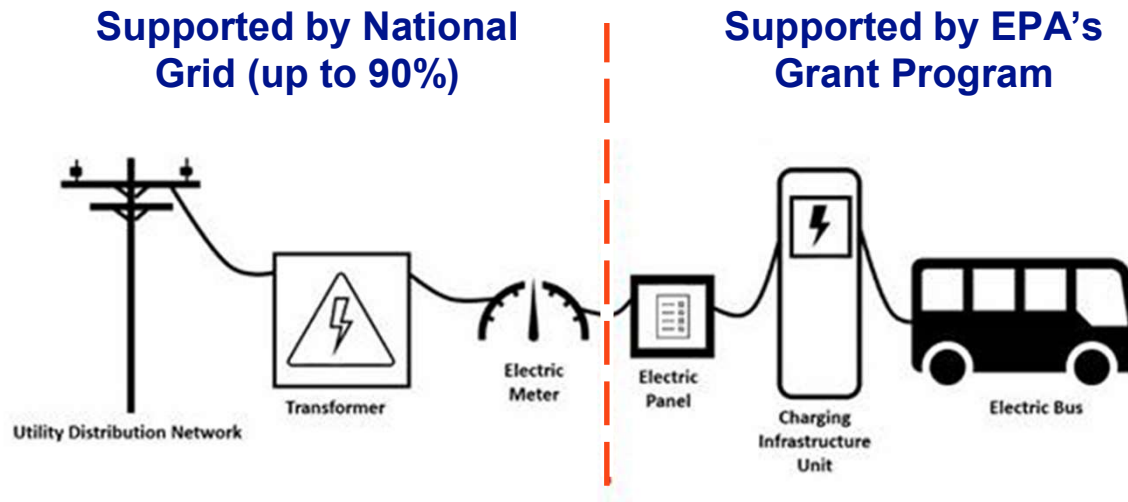 Supported by National
Grid (up to 90%)
Supported by EPA's
Grant Program
Utility Distribution Network
Transformer
Electric
Meter
Electric
Panel
Charging
Infrastructure
Unit
Electric Bus